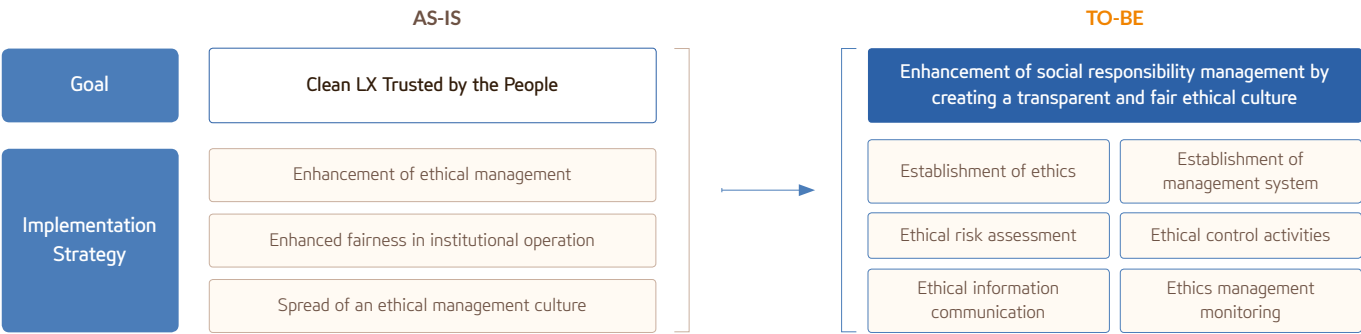 AS-IS
TO-BE
Goal
Clean LX Trusted by the People
Enhancement of social responsibility management by
creating a transparent and fair ethical culture
Implementation
Strategy
Enhancement of ethical management
Enhanced fairness in institutional operation
Spread of an ethical management culture
Establishment of ethics
Establishment of
management system
Ethical risk assessment
Ethical control activities
Ethical information
communication
Ethics management
monitoring